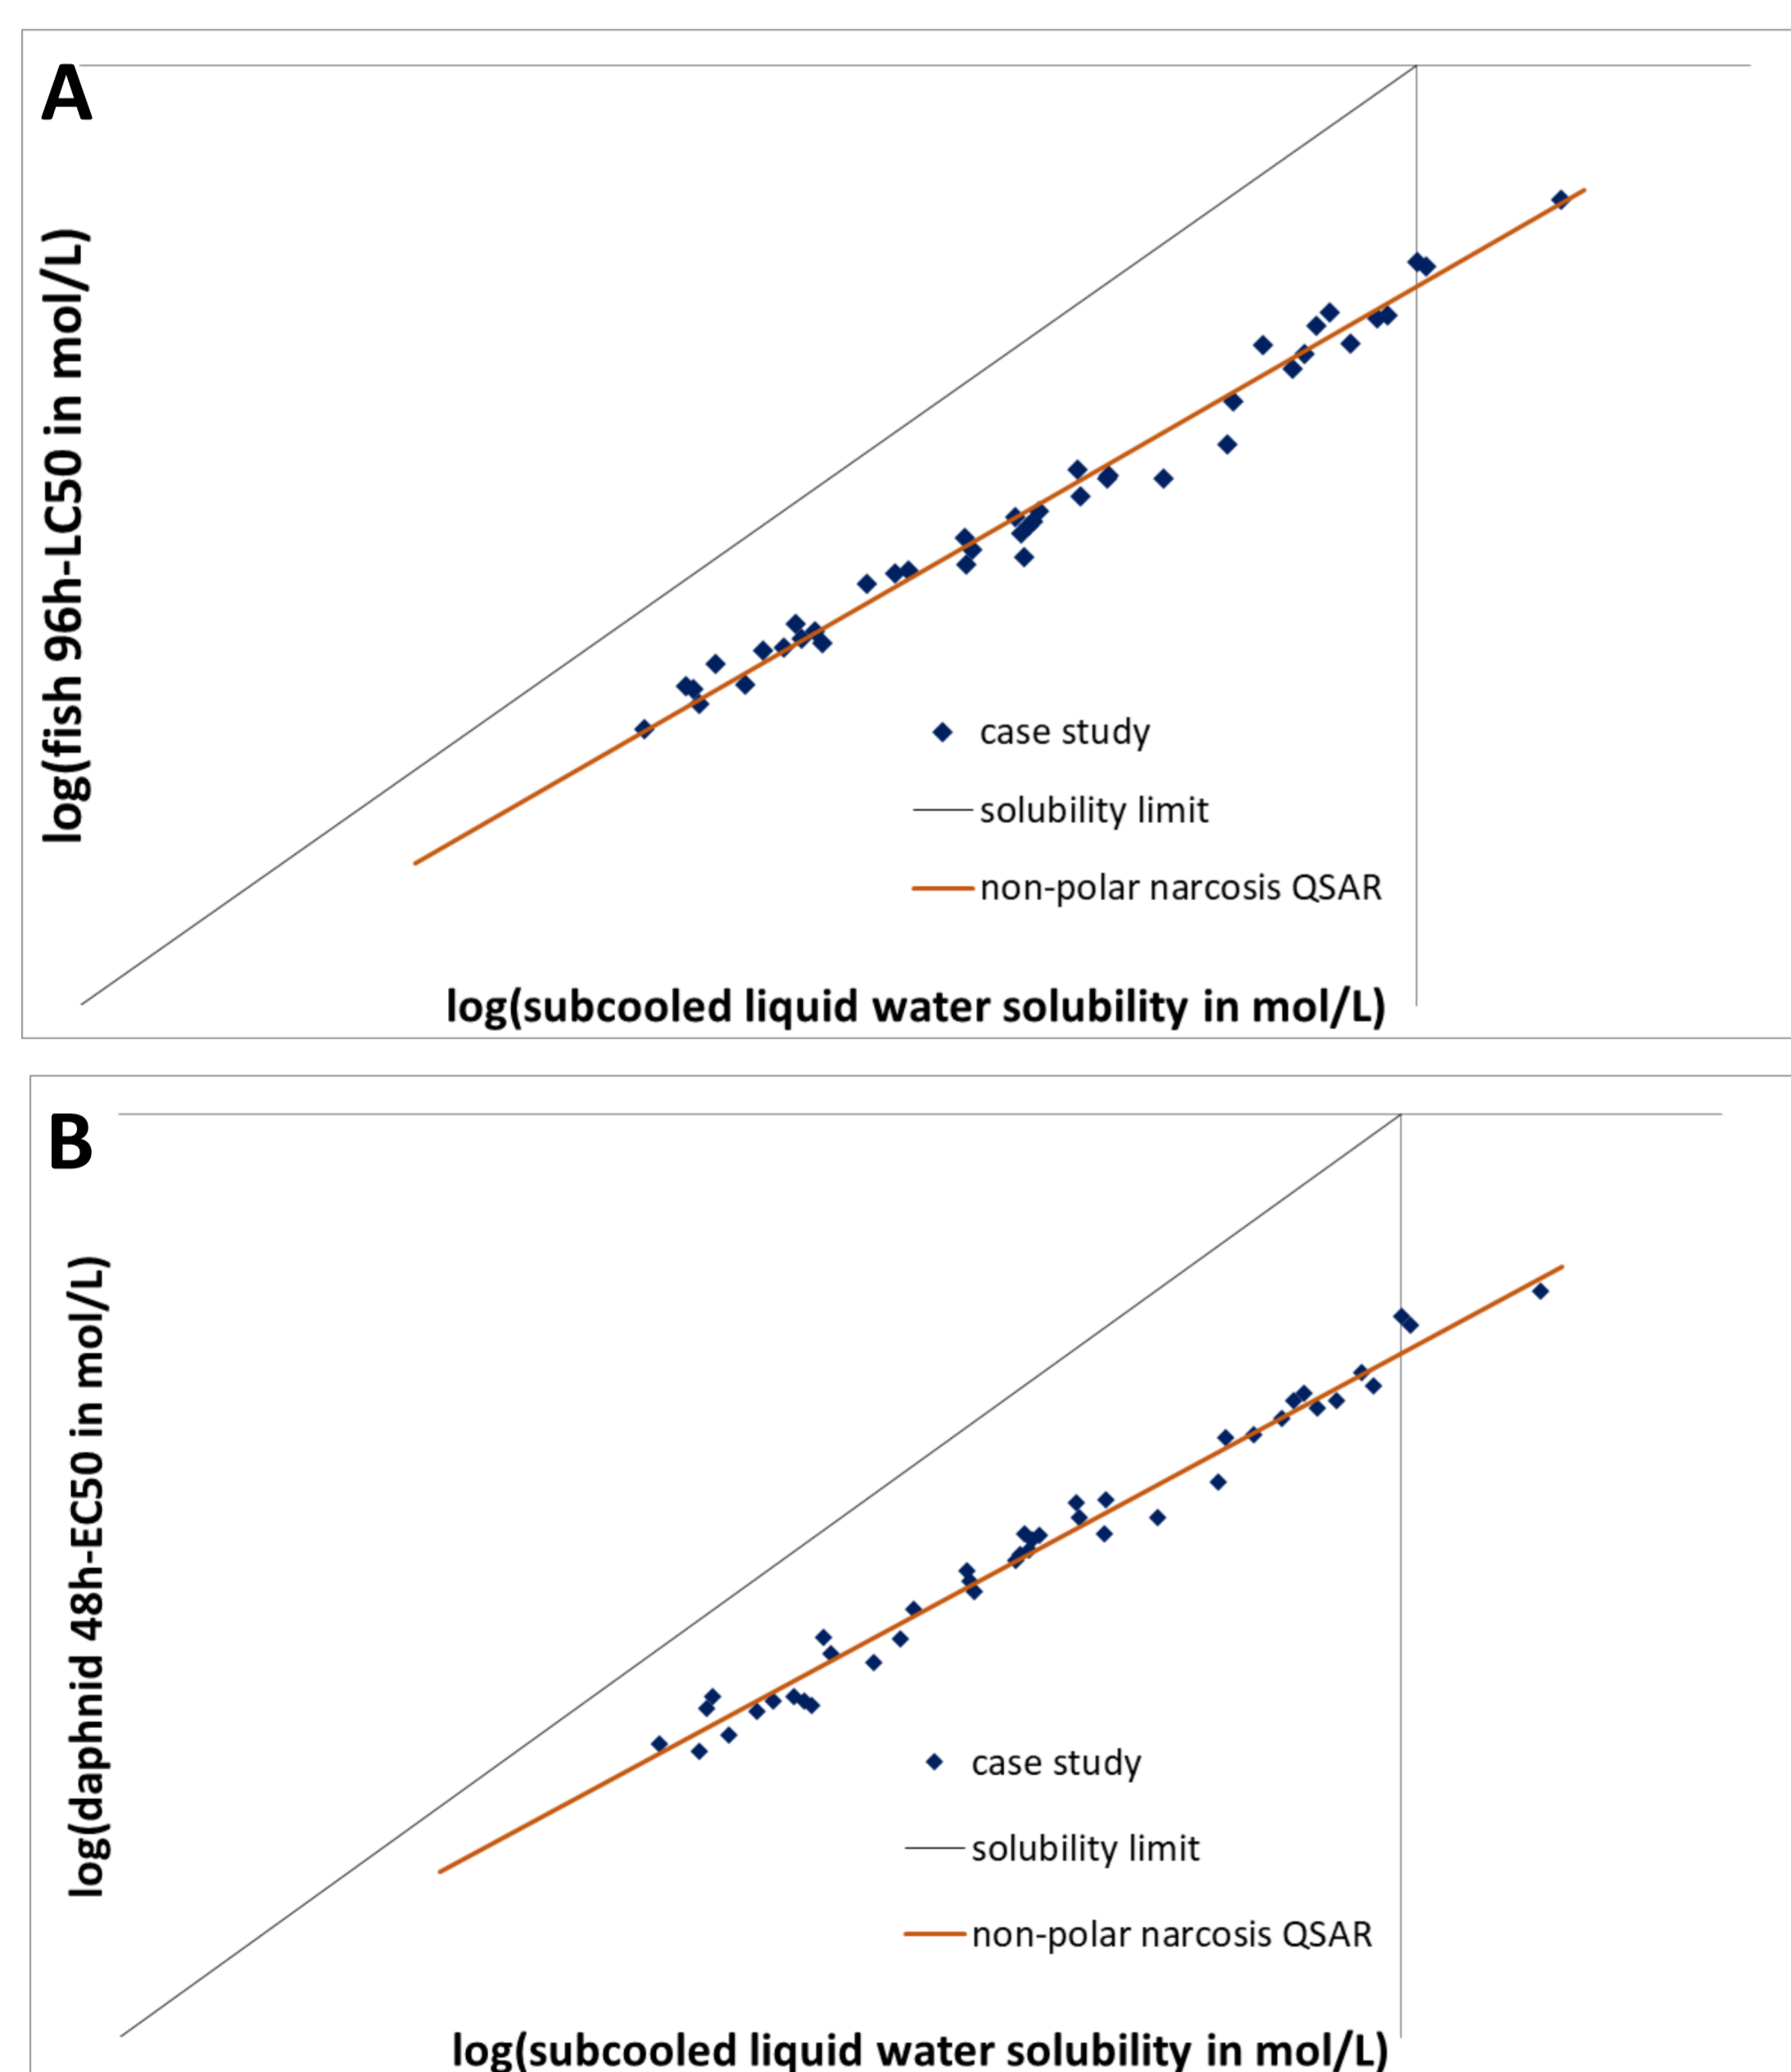 A
log(fish 96h-LC50 in mol/L)
case study
solubility limit
non-polar narcosis QSAR
log(subcooled liquid water solubility in mol/L)
B
log(daphnid 48h-EC50 in mol/L)
case study
solubility limit
non-polar narcosis QSAR
log(subcooled liquid water solubility in mol/L)